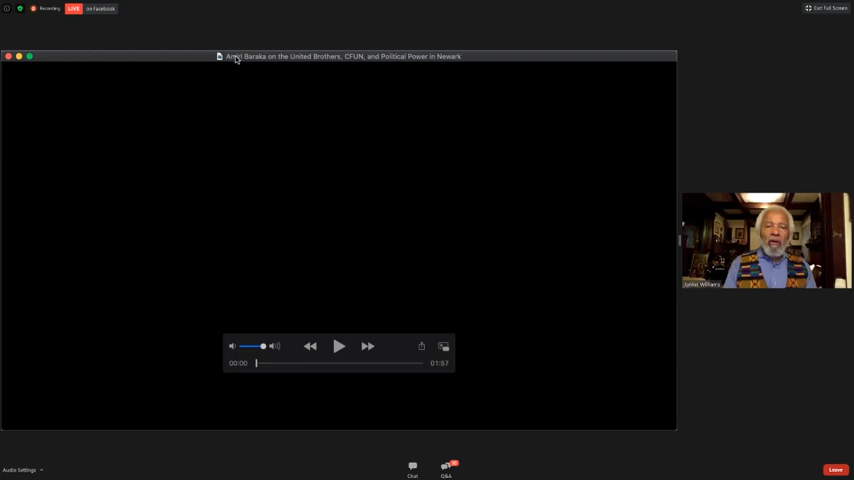 Recording
LIVE
on Facebook
Exit Full Screen
Amiri Baraka on the United Brothers, CFUN, and Political Power in Newark
Junius Williams
00:00
01:57
Audio Settings
Chat
Q&A
Leave